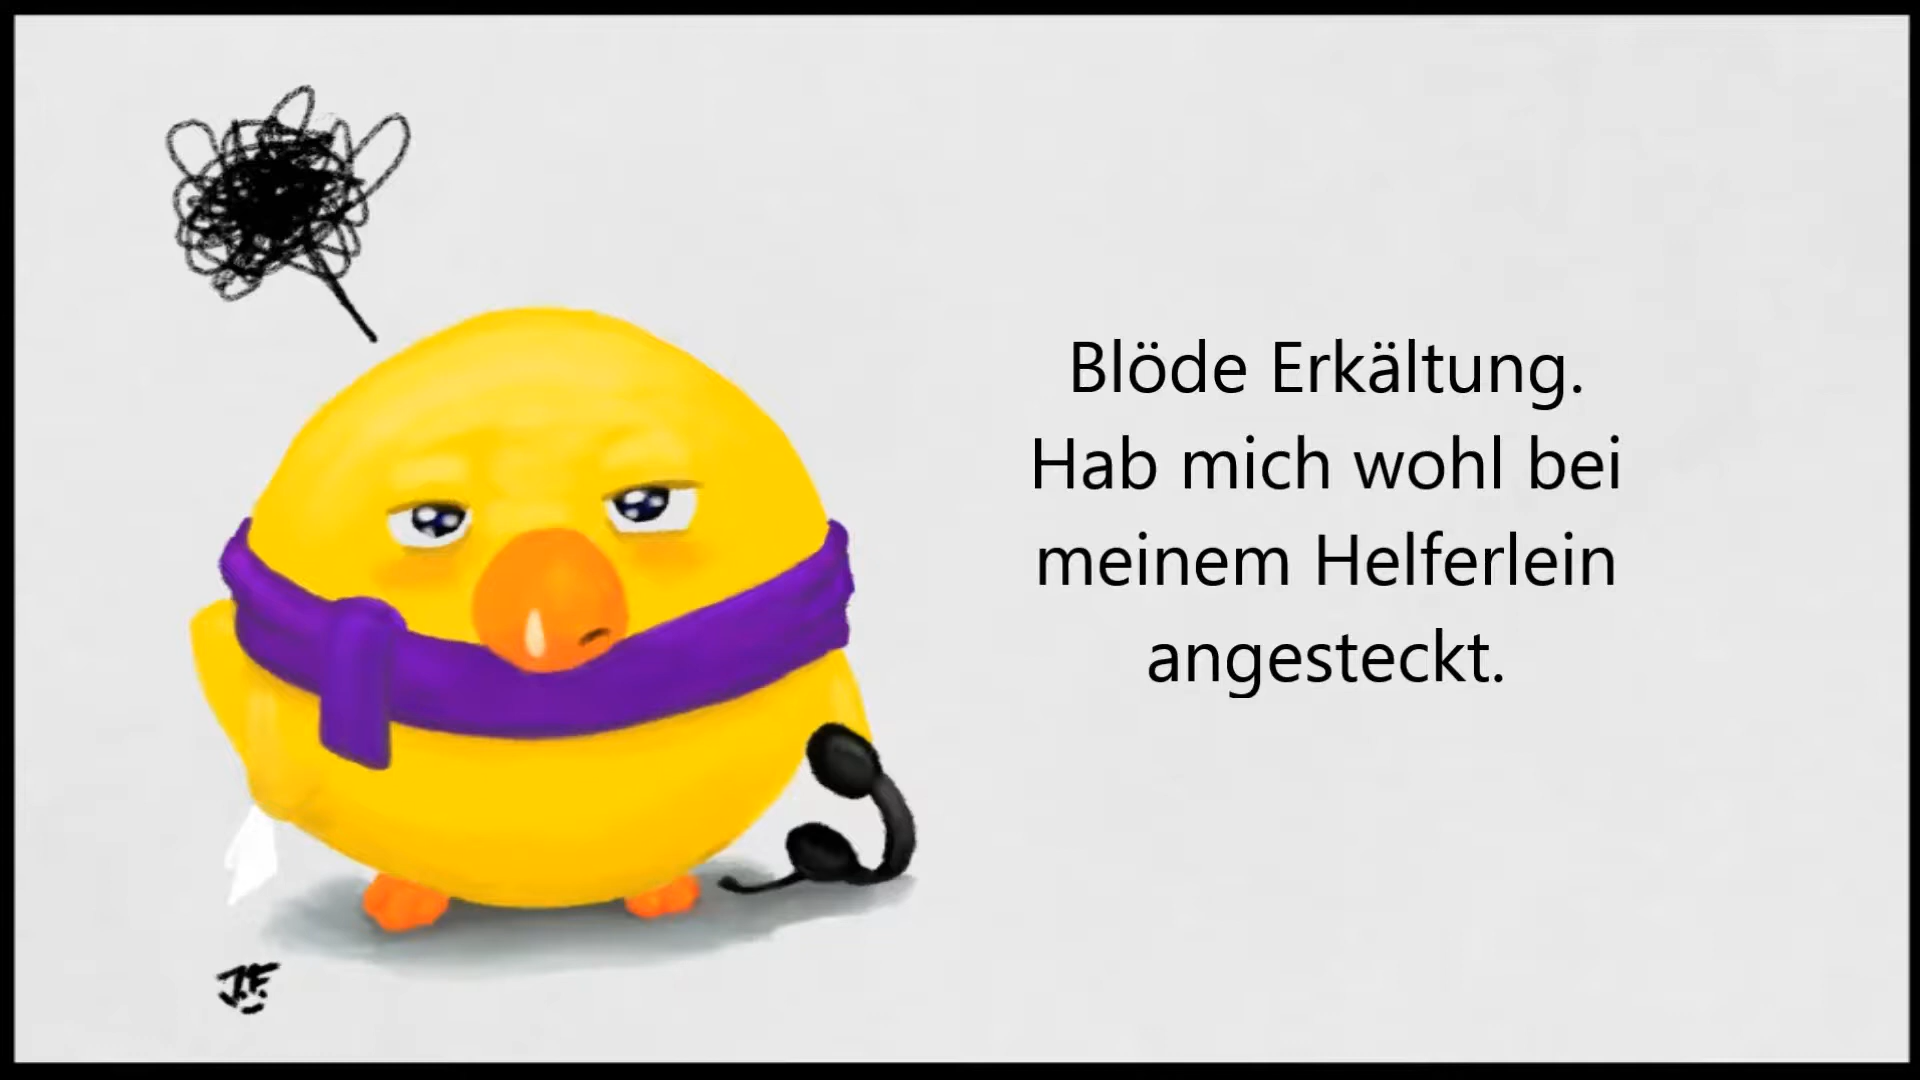 Blöde Erkältung.
Hab mich wohl bei
meinem Helferlein
angesteckt.
J.F.